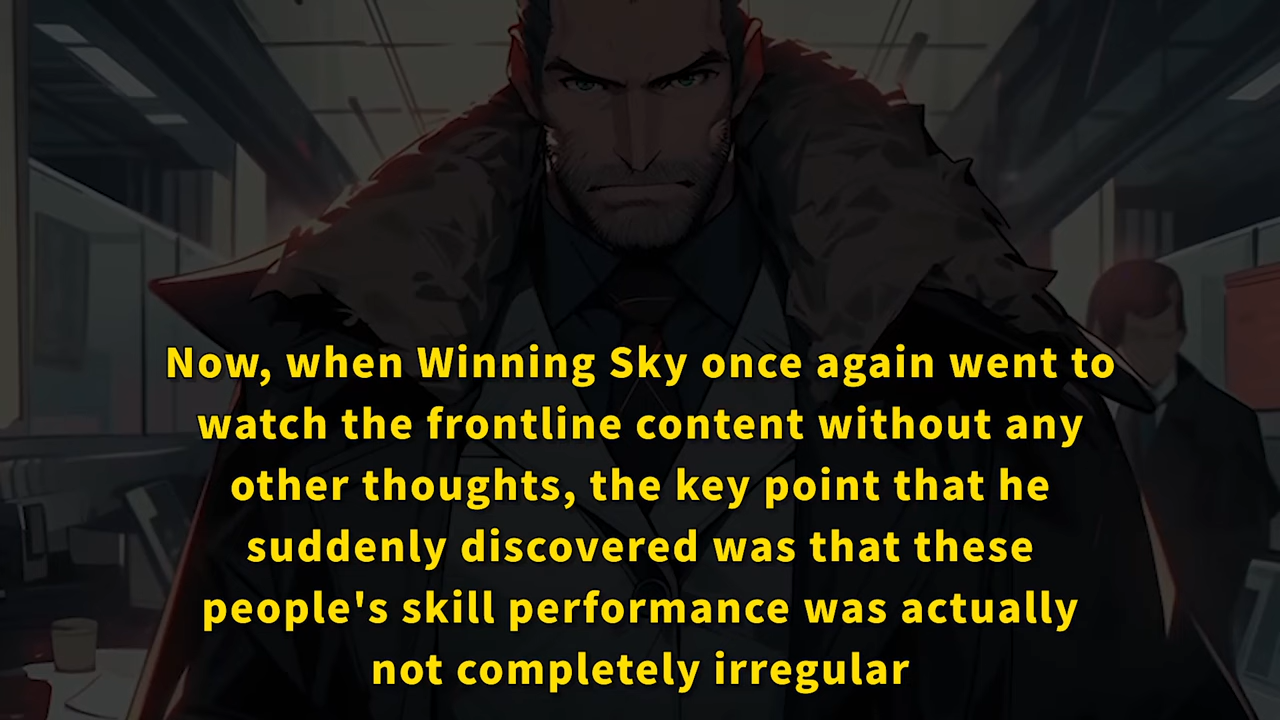 Now, when Winning Sky once again went to
watch the frontline content without any
other thoughts, the key point that he
suddenly discovered was that these
people's skill performance was actually
not completely irregular